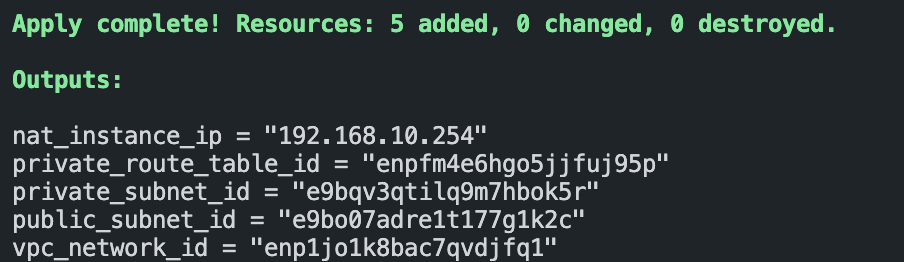 Apply complete! Resources: 5 added, 0 changed, 0 destroyed.
Outputs:
nat_instance_ip = "192.168.10.254"
private_route_table_id = "enpfm4e6hgo5jjfuj95p"
private_subnet_id = "e9bqv3qtilq9m7hbok5r"
public_subnet_id = "e9bo07adre1t177g1k2c"
vpc_network_id = "enp1jo1k8bac7qvdjfq1"